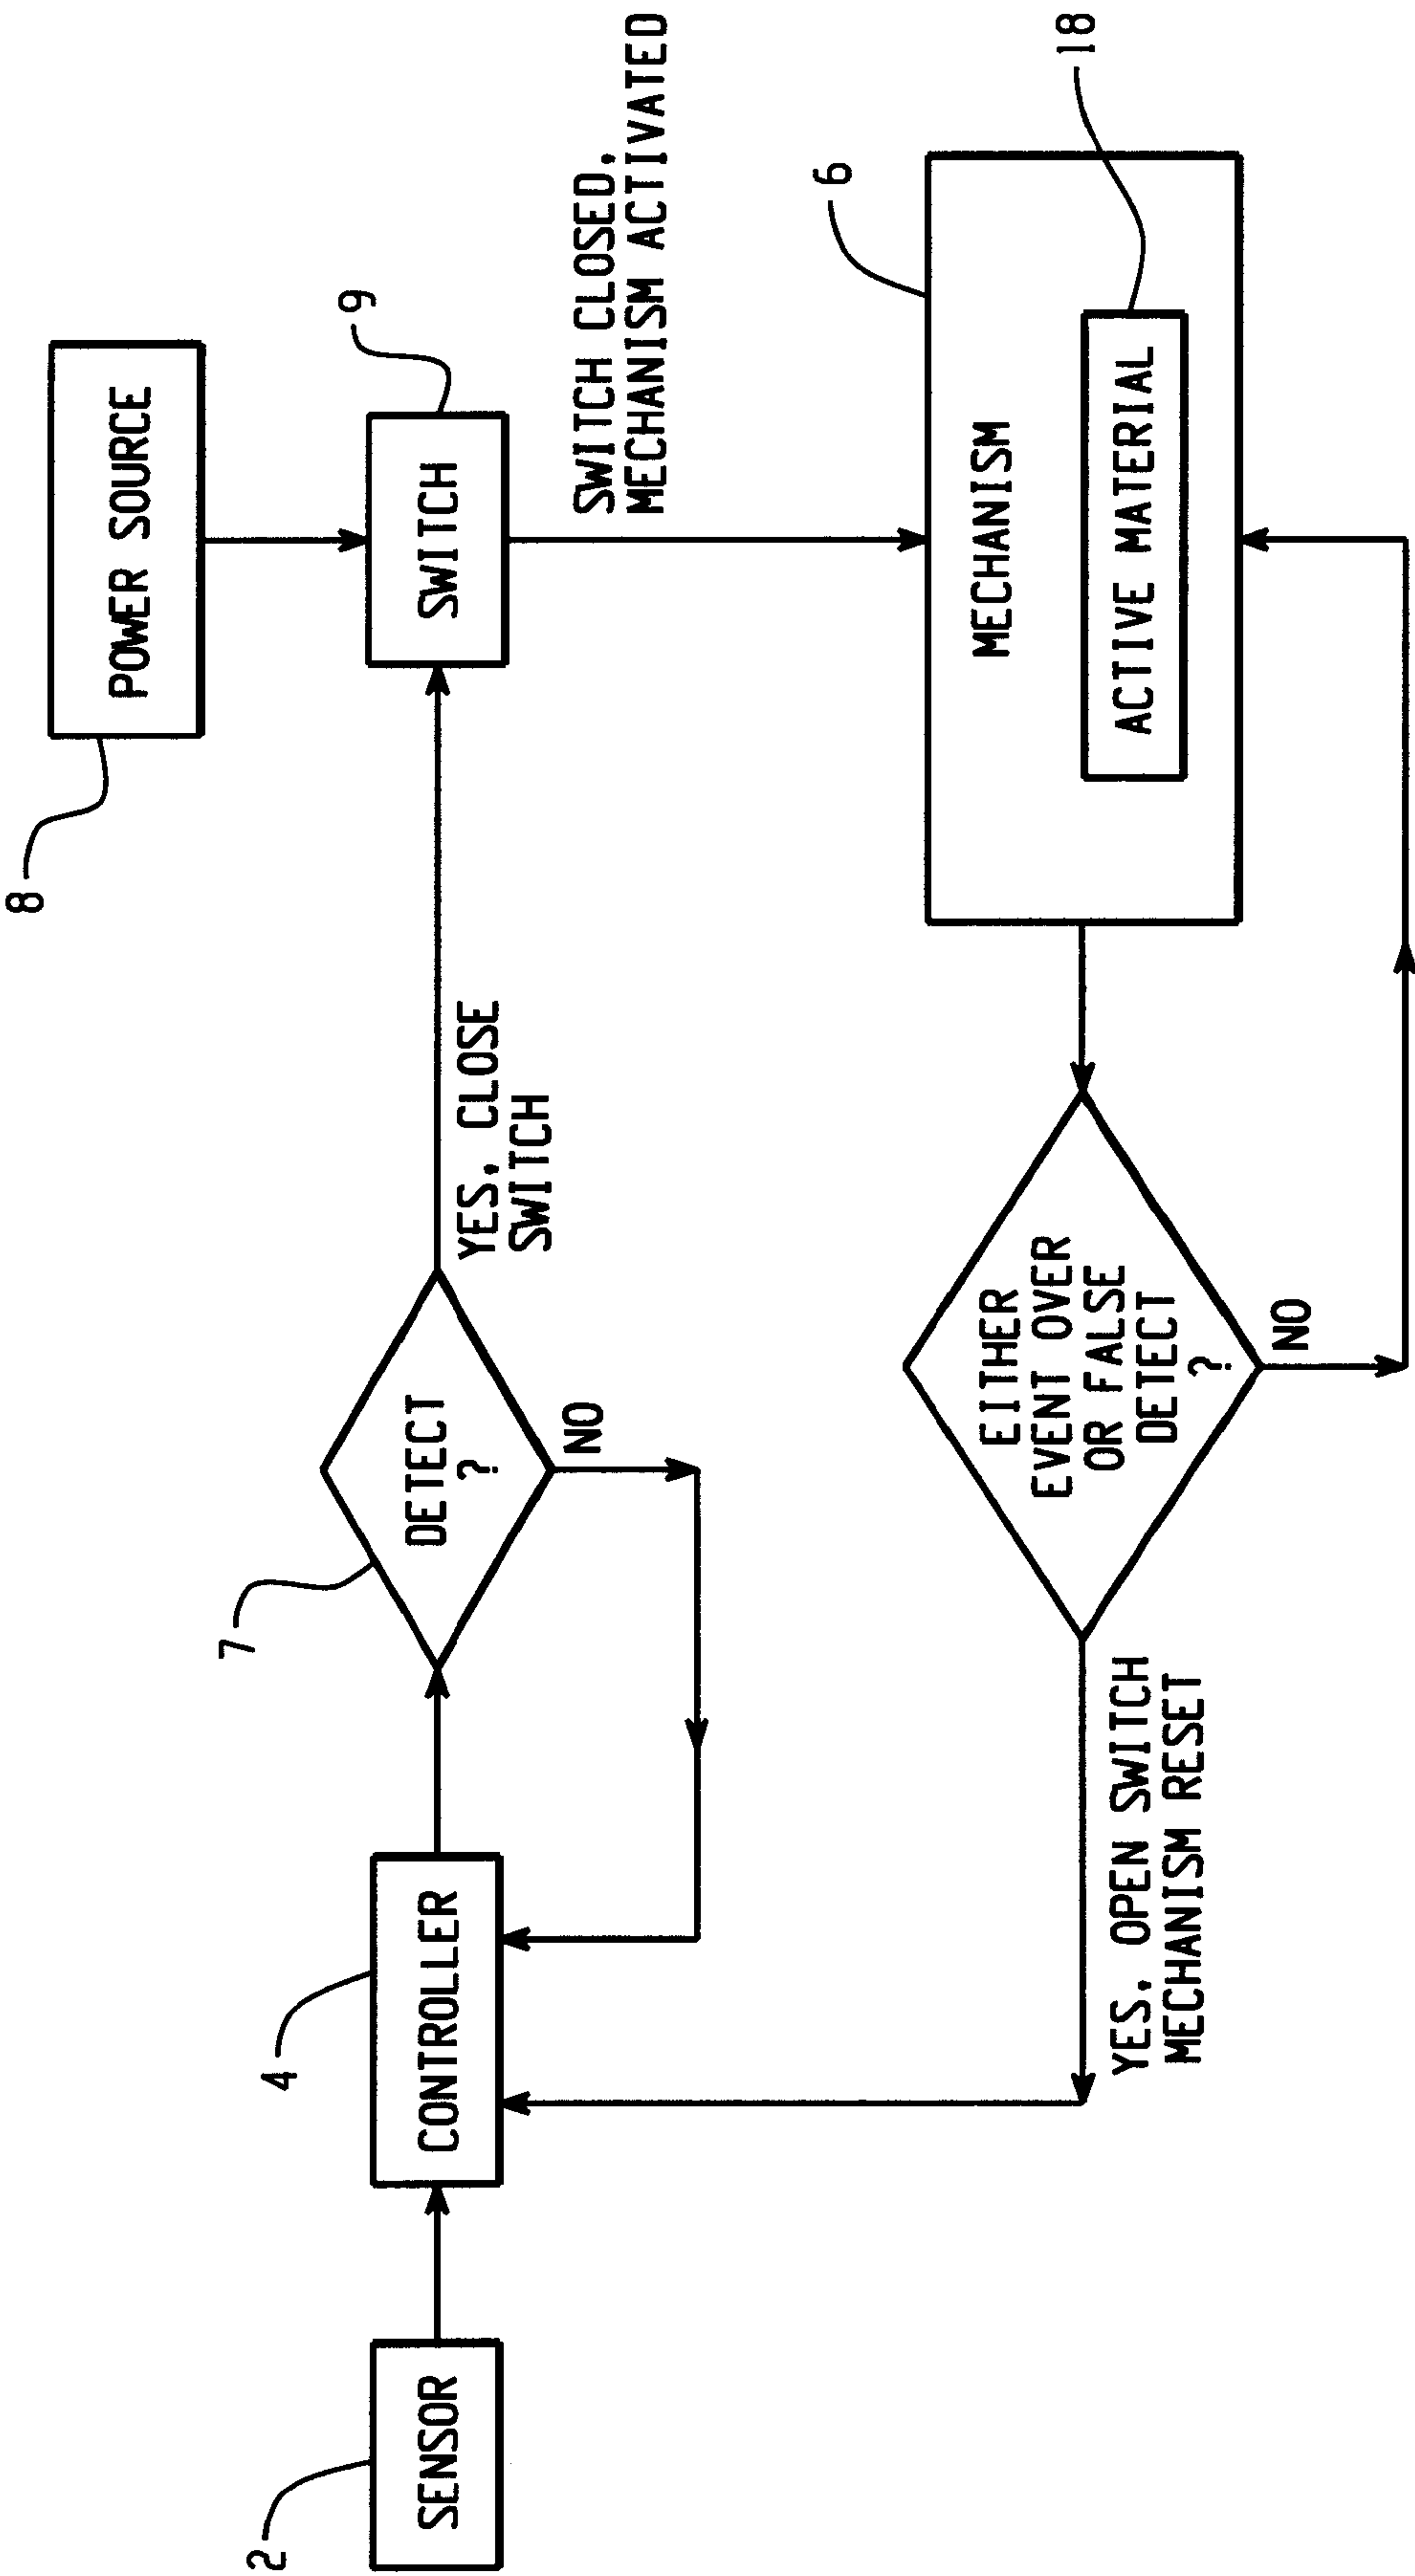 8
POWER SOURCE
9
SWITCH
7
DETECT
?
YES, CLOSE
SWITCH
NO
4
CONTROLLER
2
SENSOR
SWITCH CLOSED,
MECHANISM ACTIVATED
6
MECHANISM
ACTIVE MATERIAL
18
EITHER
EVENT OVER
OR FALSE
DETECT
?
NO
YES, OPEN SWITCH
MECHANISM RESET